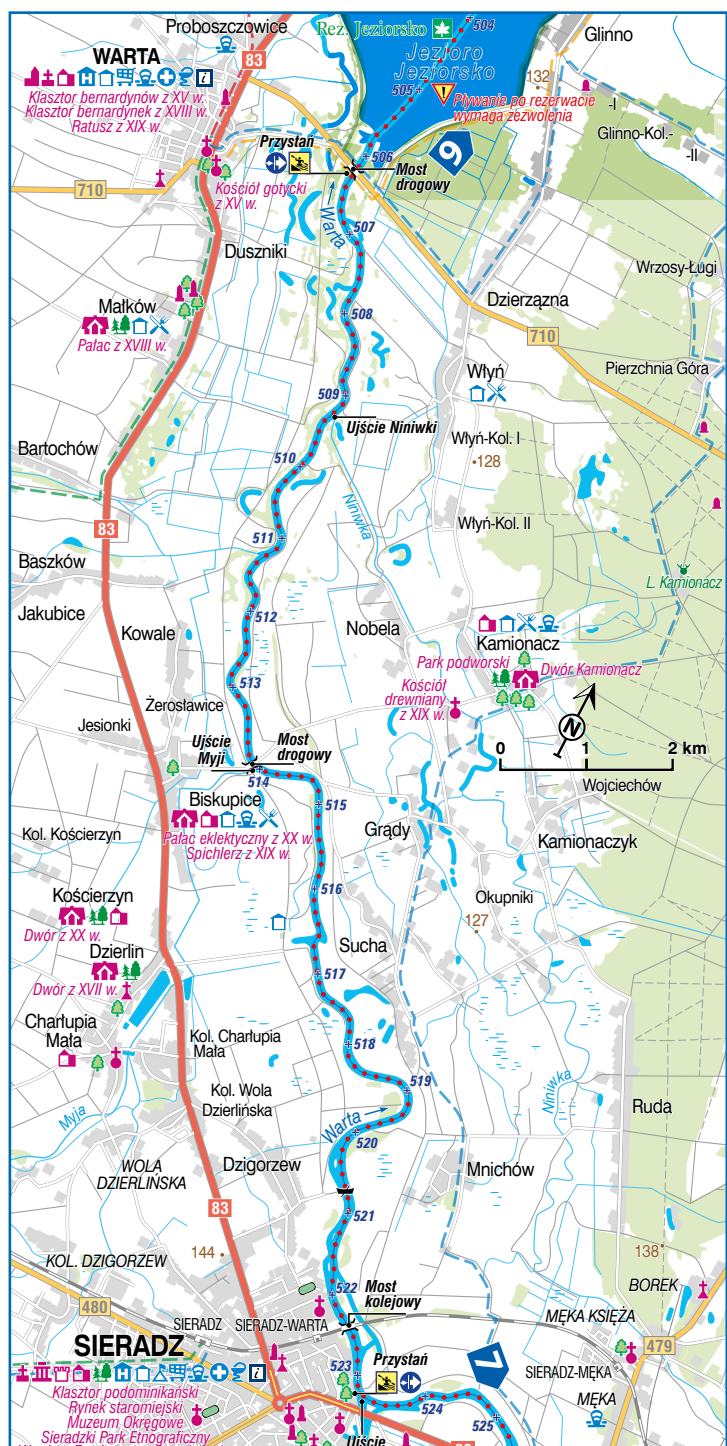 Proboszczowice
83
WARTA
Klasztor bernardynów z XV w.
Klasztor bernardynek z XVIII w.
Ratusz z XIX w.
Rez. Jeziorsko
504
Jezioro
Jeziorsko
505
Pływanie po rezerwacie
wymaga zezwolenia
Glinno
132
-I
Glinno-Kol.-
-II
Przystań
506
Most
drogowy
9
710
Kościół gotycki
z XV w.
Warta
507
Duszniki
Wrzosy-Ługi
Małków
Pałac z XVIII w.
508
Dzierzązna
710
509
Włyń
Pierzchnia Góra
Ujście Niniwki
Włyń-Kol. I
Bartochów
510
128
Niniwka
83
511
Włyń-Kol. II
Baszków
L. Kamionacz
Jakubice
Kowale
512
Nobela
Kamionacz
Park podworski
Dwór Kamionacz
513
Kościół
drewniany
z XIX w.
Żerosławice
Jesionki
Ujście
Myji
Most
drogowy
N
0 1 2 km
514
Wojciechów
Biskupice
Pałac eklektyczny z XX w.
Spichlerz z XIX w.
515
Grądy
Kamionaczyk
Kol. Kościerzyn
516
Okupniki
Kościerzyn
Dwór z XX w.
127
Dzierlin
Sucha
Dwór z XVII w.
517
Charłupia
Mała
Kol. Charłupia
Mała
518
Kol. Wola
Dzierlińska
519
Niniwka
Ruda
Myja
Warta
520
WOLA
DZIERLIŃSKA
Dzigorzew
Mnichów
83
521
144
138
KOL. DZIGORZEW
BOREK
522
Most
kolejowy
480
SIERADZ
SIERADZ-WARTA
MĘKA KSIĘŻA
479
SIERADZ
523
Przystań
7
SIERADZ-MĘKA
Klasztor podominikański
Rynek staromiejski
Muzeum Okręgowe
Sieradzki Park Etnograficzny
524
MĘKA
525
Ujście